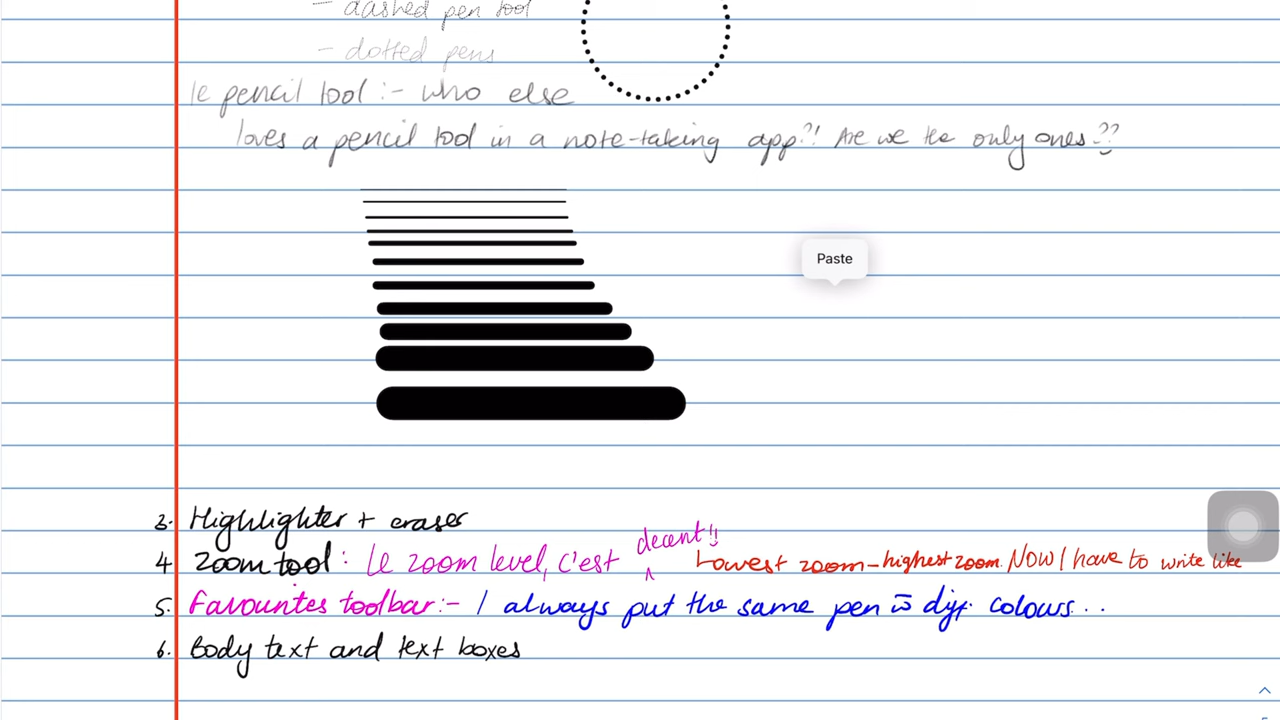 - dashed pen tool
- dotted pens
le pencil tool :- who else
loves a pencil tool in a note-taking app?! Are we the only ones??
Paste
3. Highlighter + eraser
4 Zoom tool: le zoom level, c'est decent!! Lowest zoom-highest zoom. Now I have to write like
5. Favourites toolbar:- I always put the same pen c̄ diff. colours...
6. Body text and text boxes